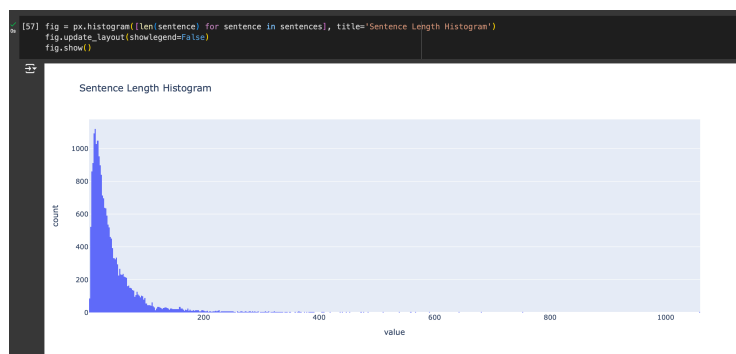 [57] fig = px.histogram([len(sentence) for sentence in sentences], title='Sentence Length Histogram')
fig.update_layout(showlegend=False)
fig.show()
0s
Sentence Length Histogram
1000
800
600
400
200
0
count
200
400
600
800
1000
value